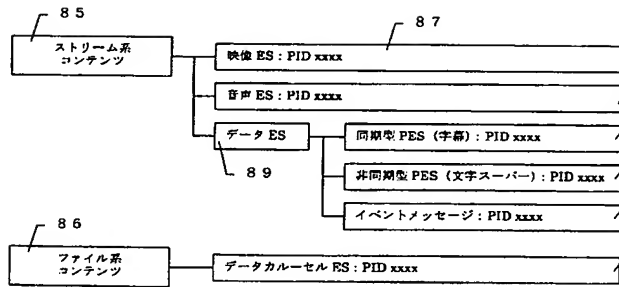 85
87
ストリーム系
コンテンツ
映像 ES : PID xxxx
音声 ES : PID xxxx
データ ES
同期型 PES (字幕) : PID xxxx
89
非同期型 PES (文字スーパー) : PID xxxx
イベントメッセージ : PID xxxx
86
ファイル系
コンテンツ
データカルーセル ES : PID xxxx